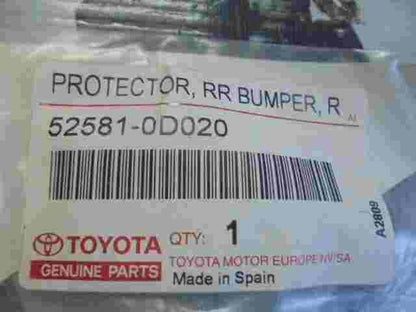 PROTECTOR, RR BUMPER, R
AI
52581-0D020
A2809
TOYOTA QTY: 1
GENUINE PARTS
TOYOTA MOTOR EUROPE NV/SA
Made in Spain